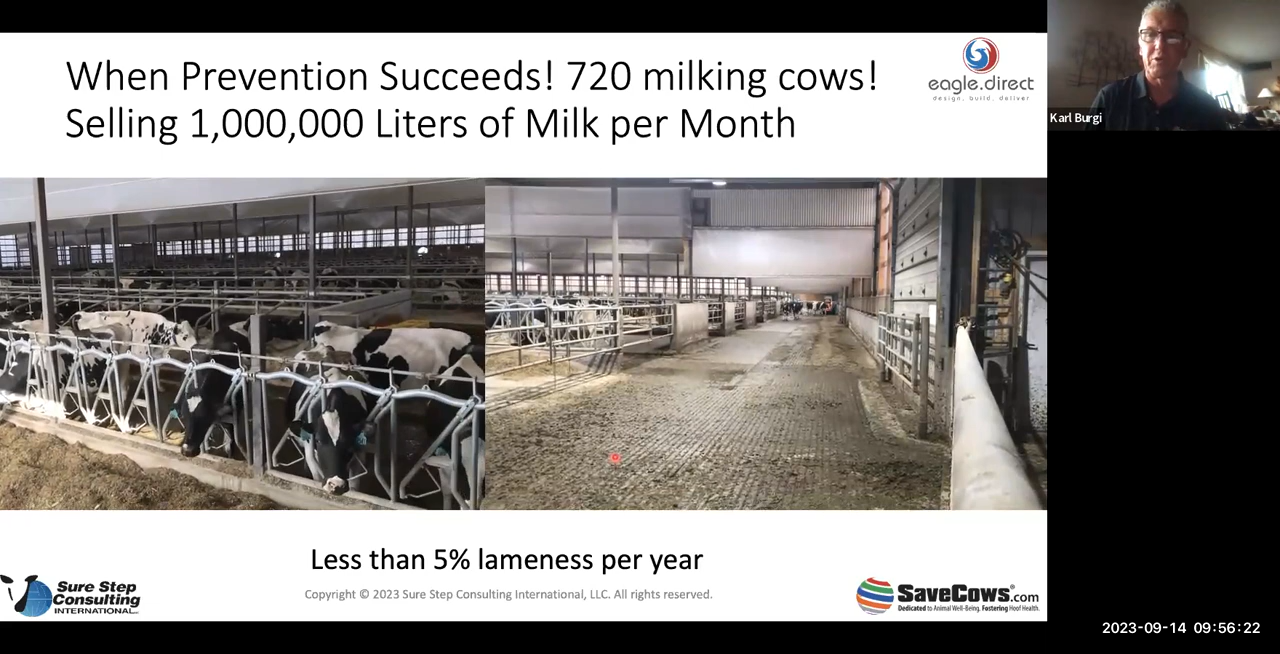 When Prevention Succeeds! 720 milking cows!
Selling 1,000,000 Liters of Milk per Month
eagle.direct
design. build. deliver
Karl Burgi
Less than 5% lameness per year
Copyright © 2023 Sure Step Consulting International, LLC. All rights reserved.
Sure Step
Consulting
INTERNATIONAL
SaveCows®.com
Dedicated to Animal Well-Being. Fostering Hoof Health.
2023-09-14 09:56:22